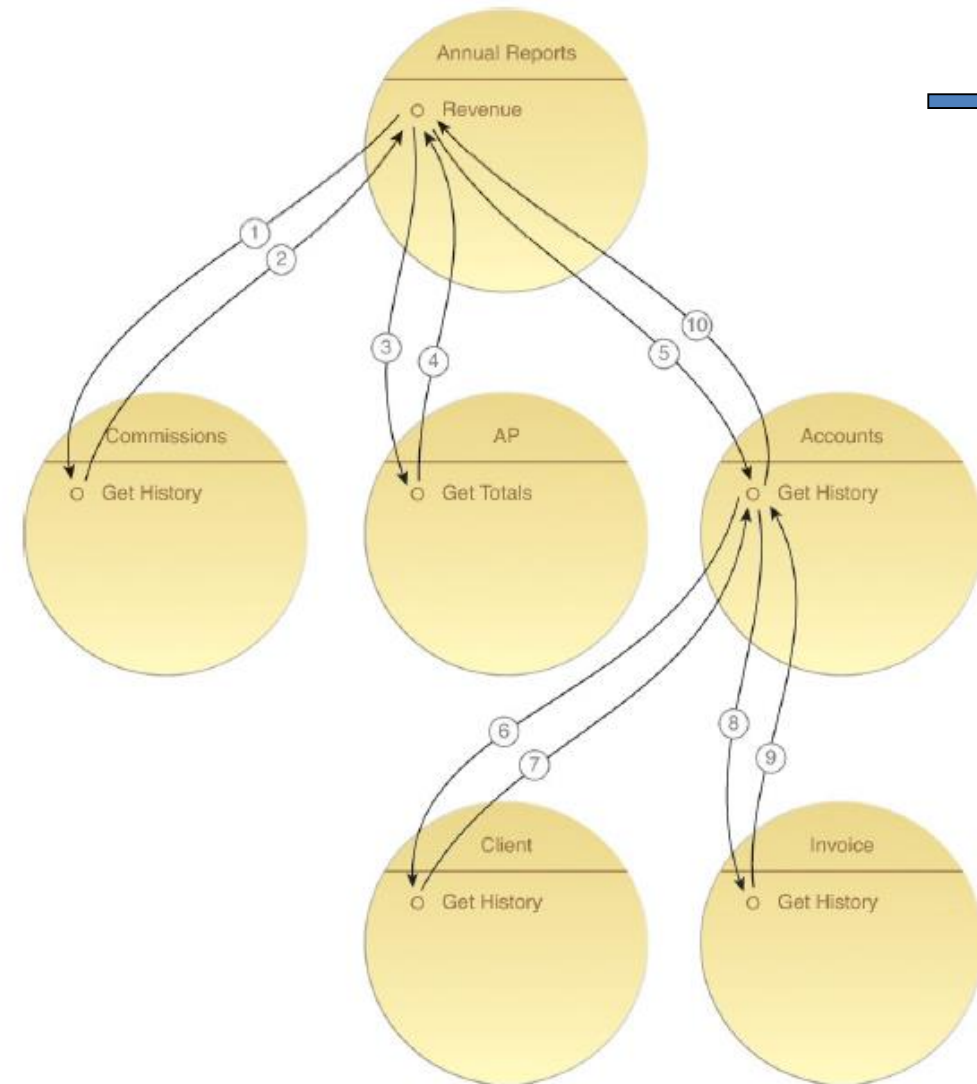 Annual Reports
Revenue
1
2
3
4
5
10
Commissions
Get History
AP
Get Totals
Accounts
Get History
6
7
8
9
Client
Get History
Invoice
Get History